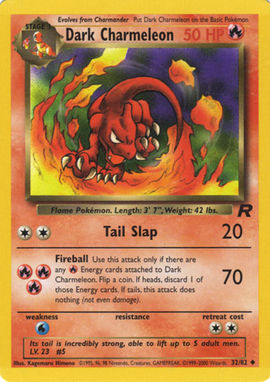 Evolves from Charmander Put Dark Charmeleon on the Basic Pokémon.
STAGE 1
Dark Charmeleon 50 HP
Flame Pokémon. Length: 3' 7", Weight: 42 lbs.
R
Tail Slap 20
Fireball Use this attack only if there are
any Energy cards attached to Dark
Charmeleon. Flip a coin. If heads, discard 1 of
those Energy cards. If tails, this attack does
nothing (not even damage).
70
weakness resistance retreat cost
Its tail is incredibly strong, able to lift up to 5 adult men.
LV. 23 #5
Illus. Kagemaru Himeno ©1995, 96, 98 Nintendo, Creatures, GAMEFREAK. ©1999-2000 Wizards. 32/82